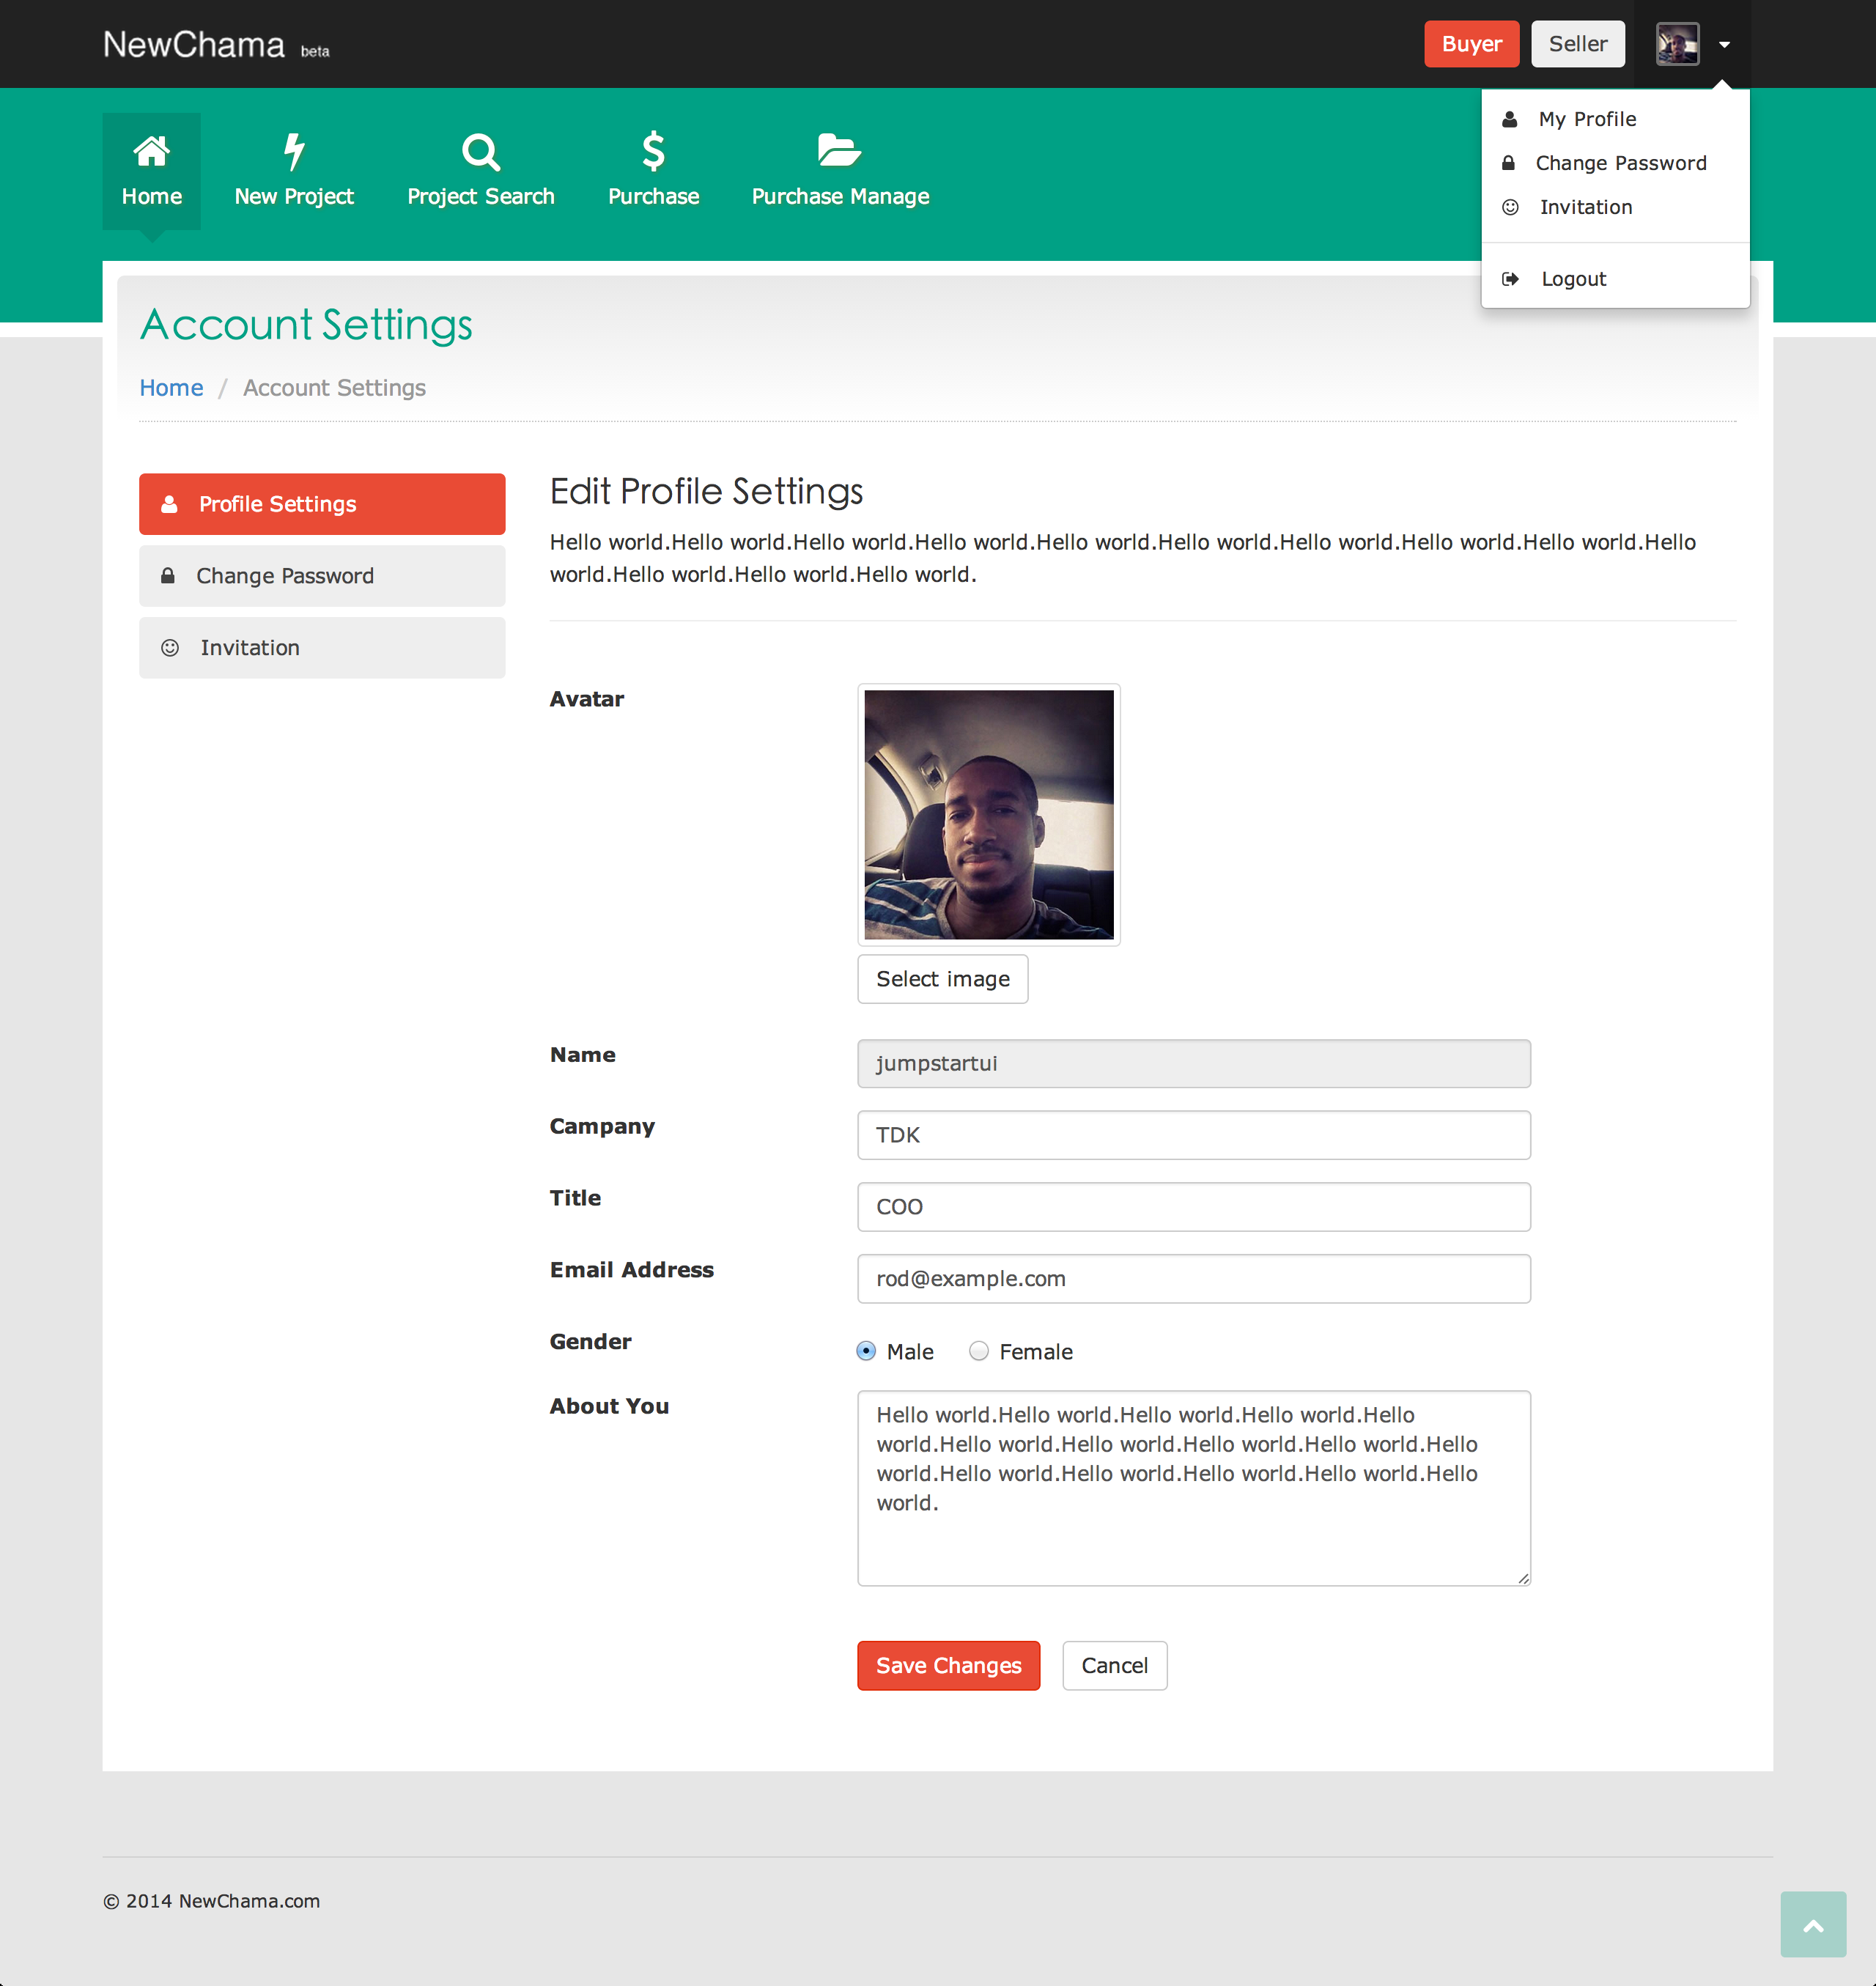 NewChama beta
Buyer
Seller
My Profile
Change Password
Invitation
Logout
Home
New Project
Project Search
Purchase
Purchase Manage
Account Settings
Home / Account Settings
Profile Settings
Change Password
Invitation
Edit Profile Settings
Hello world.Hello world.Hello world.Hello world.Hello world.Hello world.Hello world.Hello world.Hello world.Hello
world.Hello world.Hello world.Hello world.
Avatar
Select image
Name
jumpstartui
Campany
TDK
Title
COO
Email Address
rod@example.com
Gender
Male
Female
About You
Hello world.Hello world.Hello world.Hello world.Hello
world.Hello world.Hello world.Hello world.Hello world.Hello
world.Hello world.Hello world.Hello world.Hello world.Hello
world.
Save Changes
Cancel
© 2014 NewChama.com